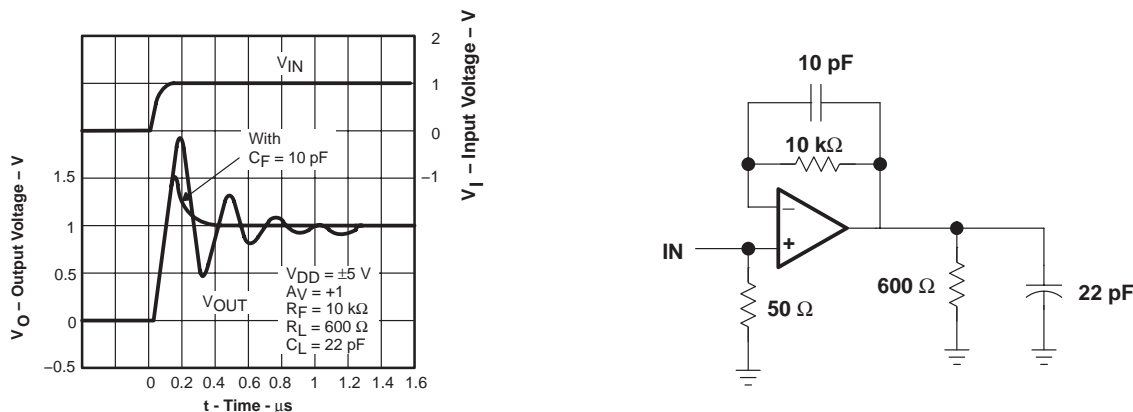 V_O – Output Voltage – V
1.5
1
0.5
0
–0.5
V_IN
With
C_F = 10 pF
V_OUT
V_DD = ±5 V
A_V = +1
R_F = 10 kΩ
R_L = 600 Ω
C_L = 22 pF
2
1
0
–1
V_I – Input Voltage – V
0 0.2 0.4 0.6 0.8 1 1.2 1.4 1.6
t - Time - μs
10 pF
10 kΩ
–
+
IN
50 Ω
600 Ω
22 pF